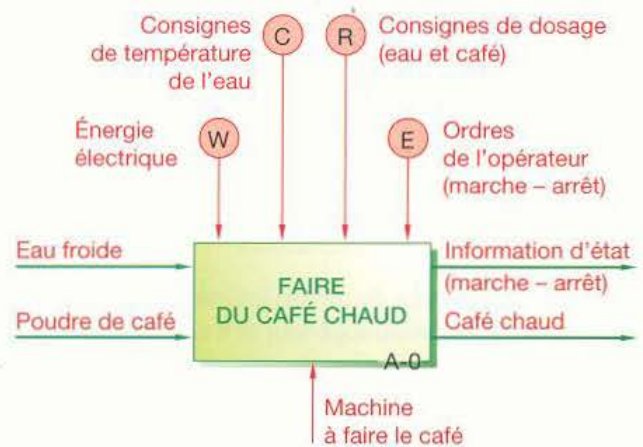 Consignes
de température
de l'eau
C
R
Consignes de dosage
(eau et café)
Énergie
électrique
W
E
Ordres
de l'opérateur
(marche – arrêt)
Eau froide
Poudre de café
FAIRE
DU CAFÉ CHAUD
A-0
Information d'état
(marche – arrêt)
Café chaud
Machine
à faire le café